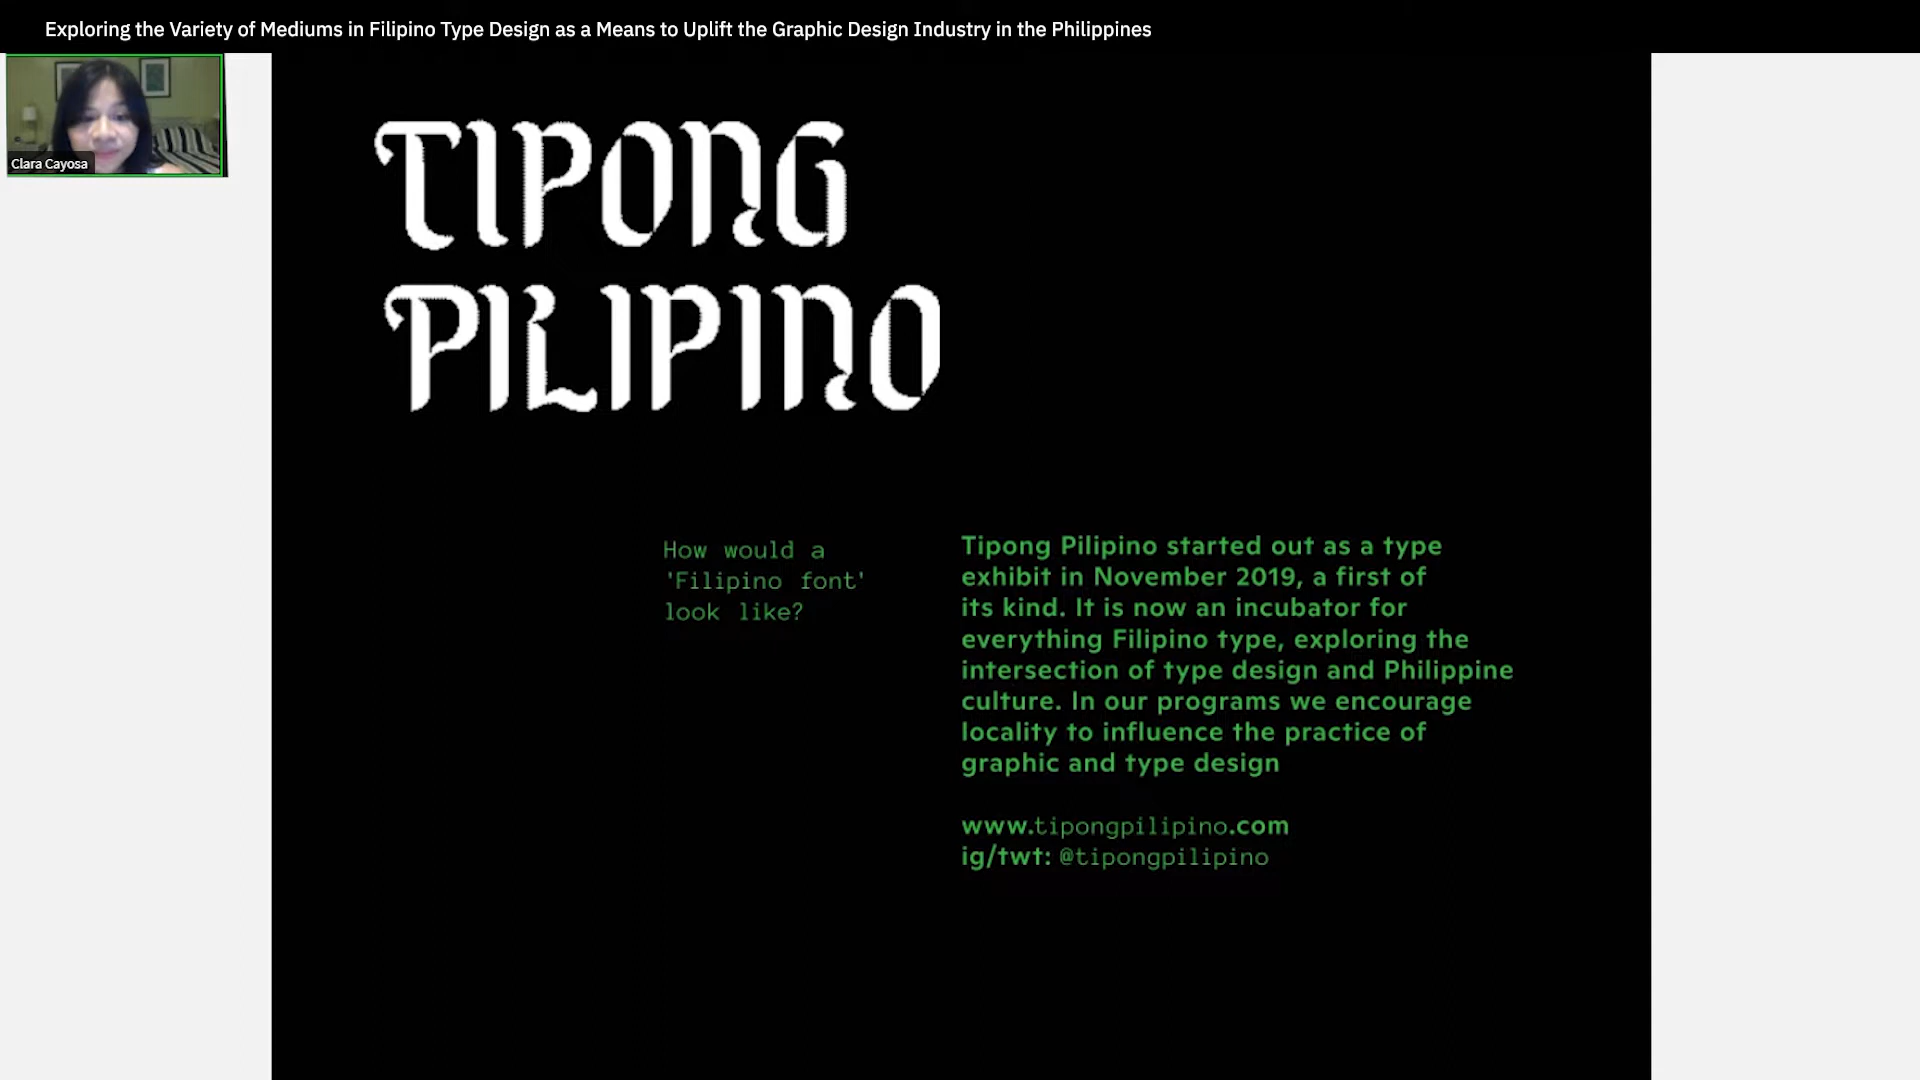 Exploring the Variety of Mediums in Filipino Type Design as a Means to Uplift the Graphic Design Industry in the Philippines
Clara Cayosa
TIPONG
PILIPINO
How would a
'Filipino font'
look like?
Tipong Pilipino started out as a type
exhibit in November 2019, a first of
its kind. It is now an incubator for
everything Filipino type, exploring the
intersection of type design and Philippine
culture. In our programs we encourage
locality to influence the practice of
graphic and type design
www.tipongpilipino.com
ig/twt: @tipongpilipino